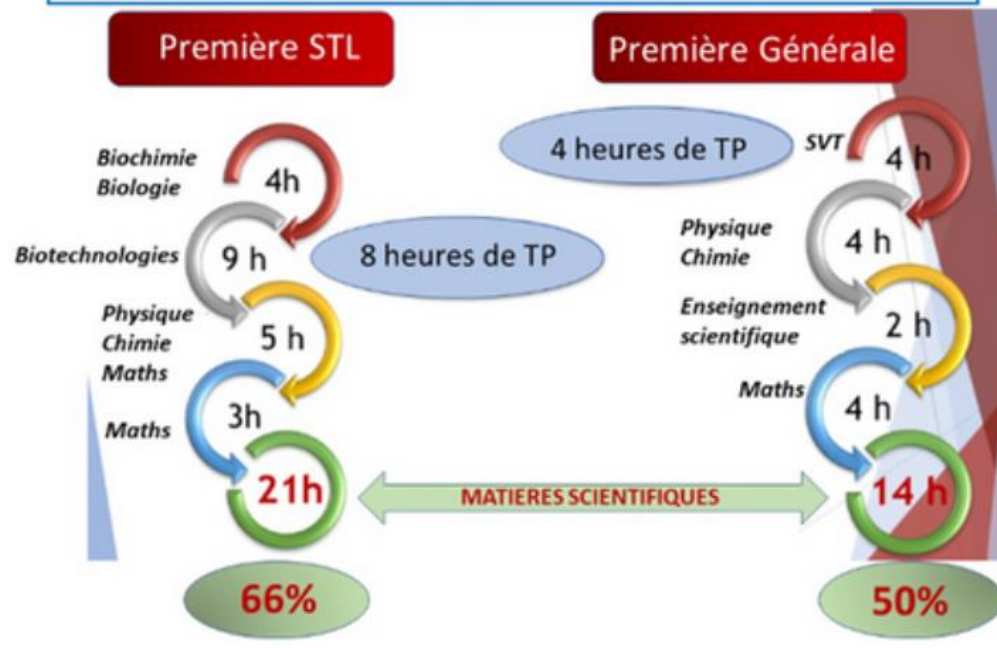 Première STL
Biochimie
Biologie
4h
Biotechnologies
9 h
8 heures de TP
Physique
Chimie
Maths
5 h
Maths
3h
21h
66%
MATIERES SCIENTIFIQUES
Première Générale
4 heures de TP
SVT
4 h
Physique
Chimie
4 h
Enseignement
scientifique
2 h
Maths
4 h
14 h
50%